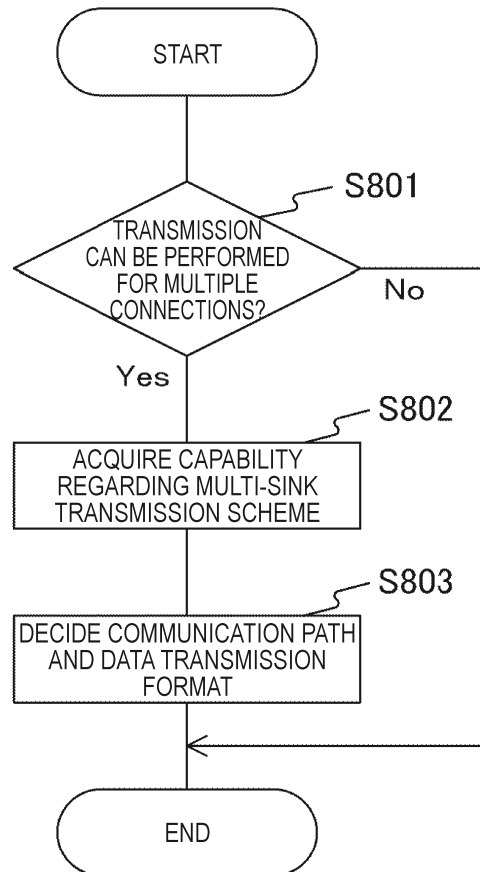 START
S801
TRANSMISSION
CAN BE PERFORMED
FOR MULTIPLE
CONNECTIONS?
No
Yes
S802
ACQUIRE CAPABILITY
REGARDING MULTI-SINK
TRANSMISSION SCHEME
S803
DECIDE COMMUNICATION PATH
AND DATA TRANSMISSION
FORMAT
END